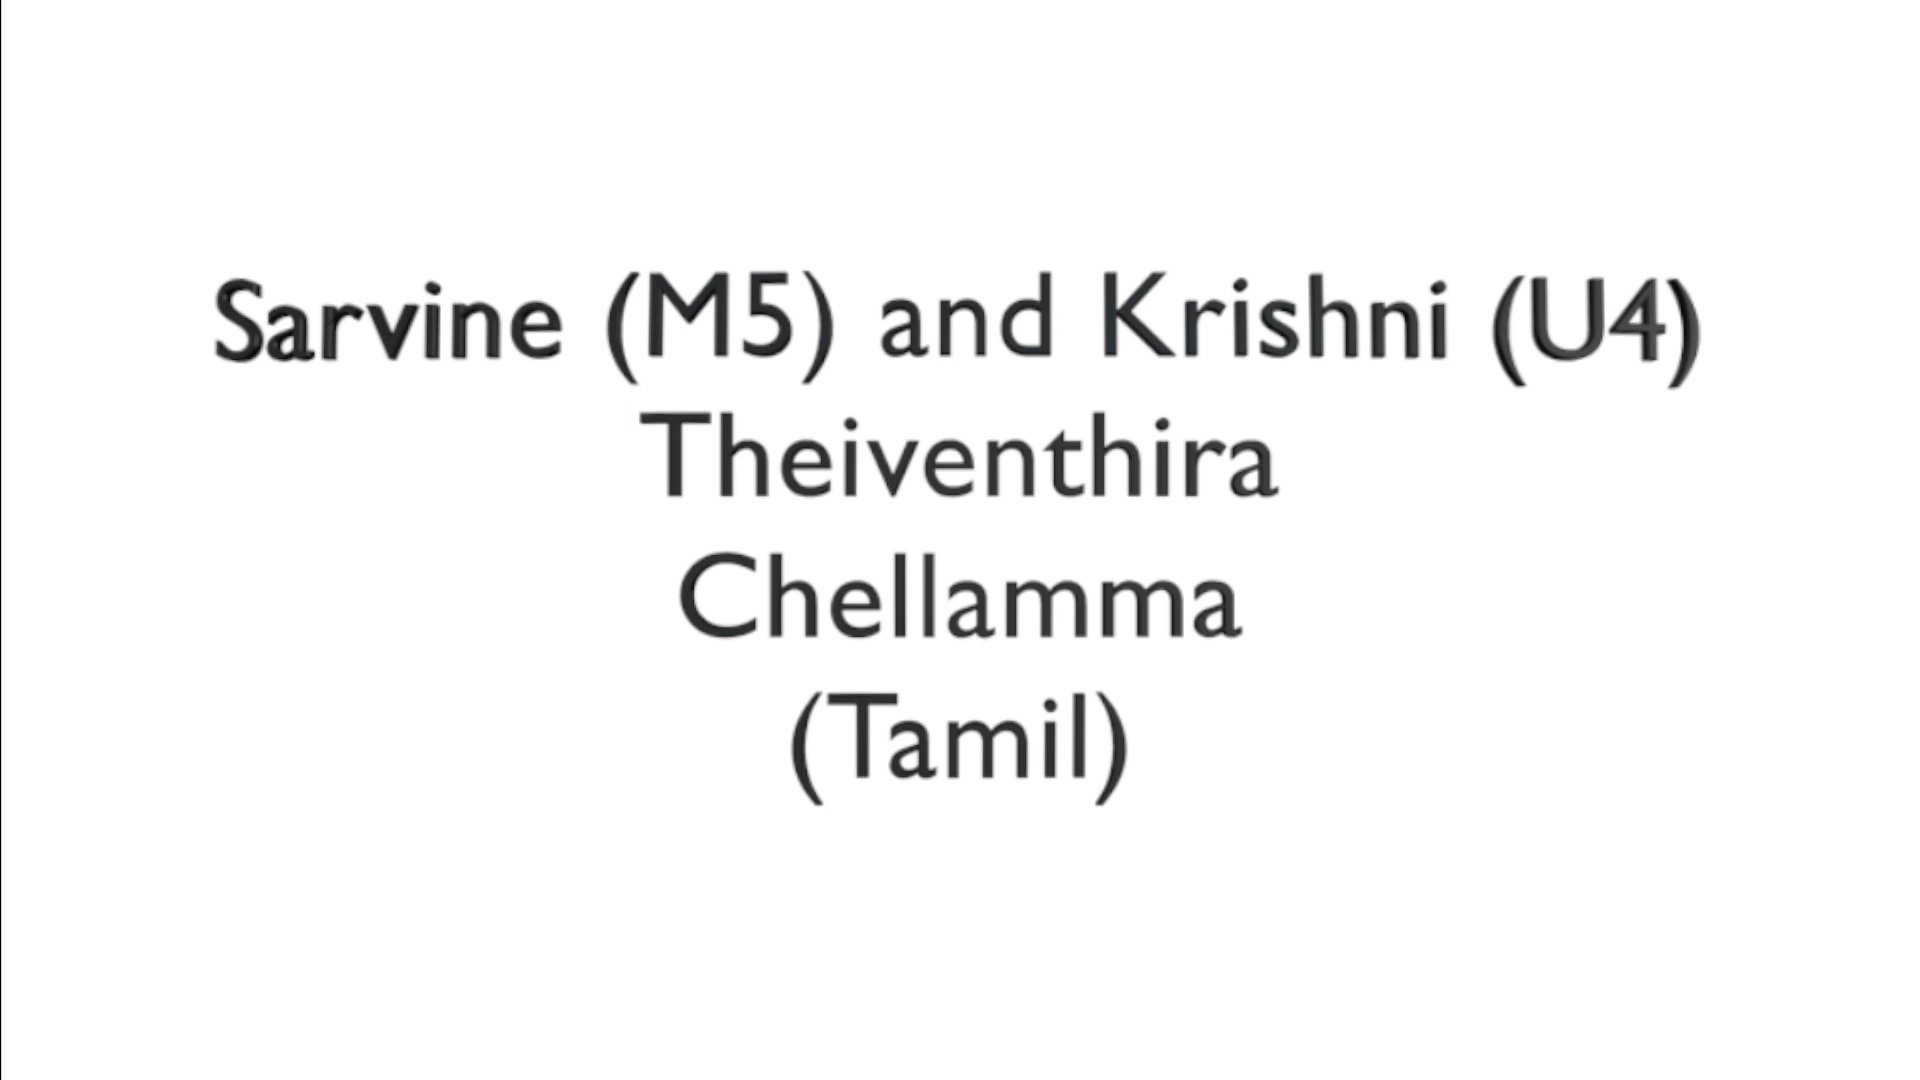 Sarvine (M5) and Krishni (U4)
Theiventhira
Chellamma
(Tamil)